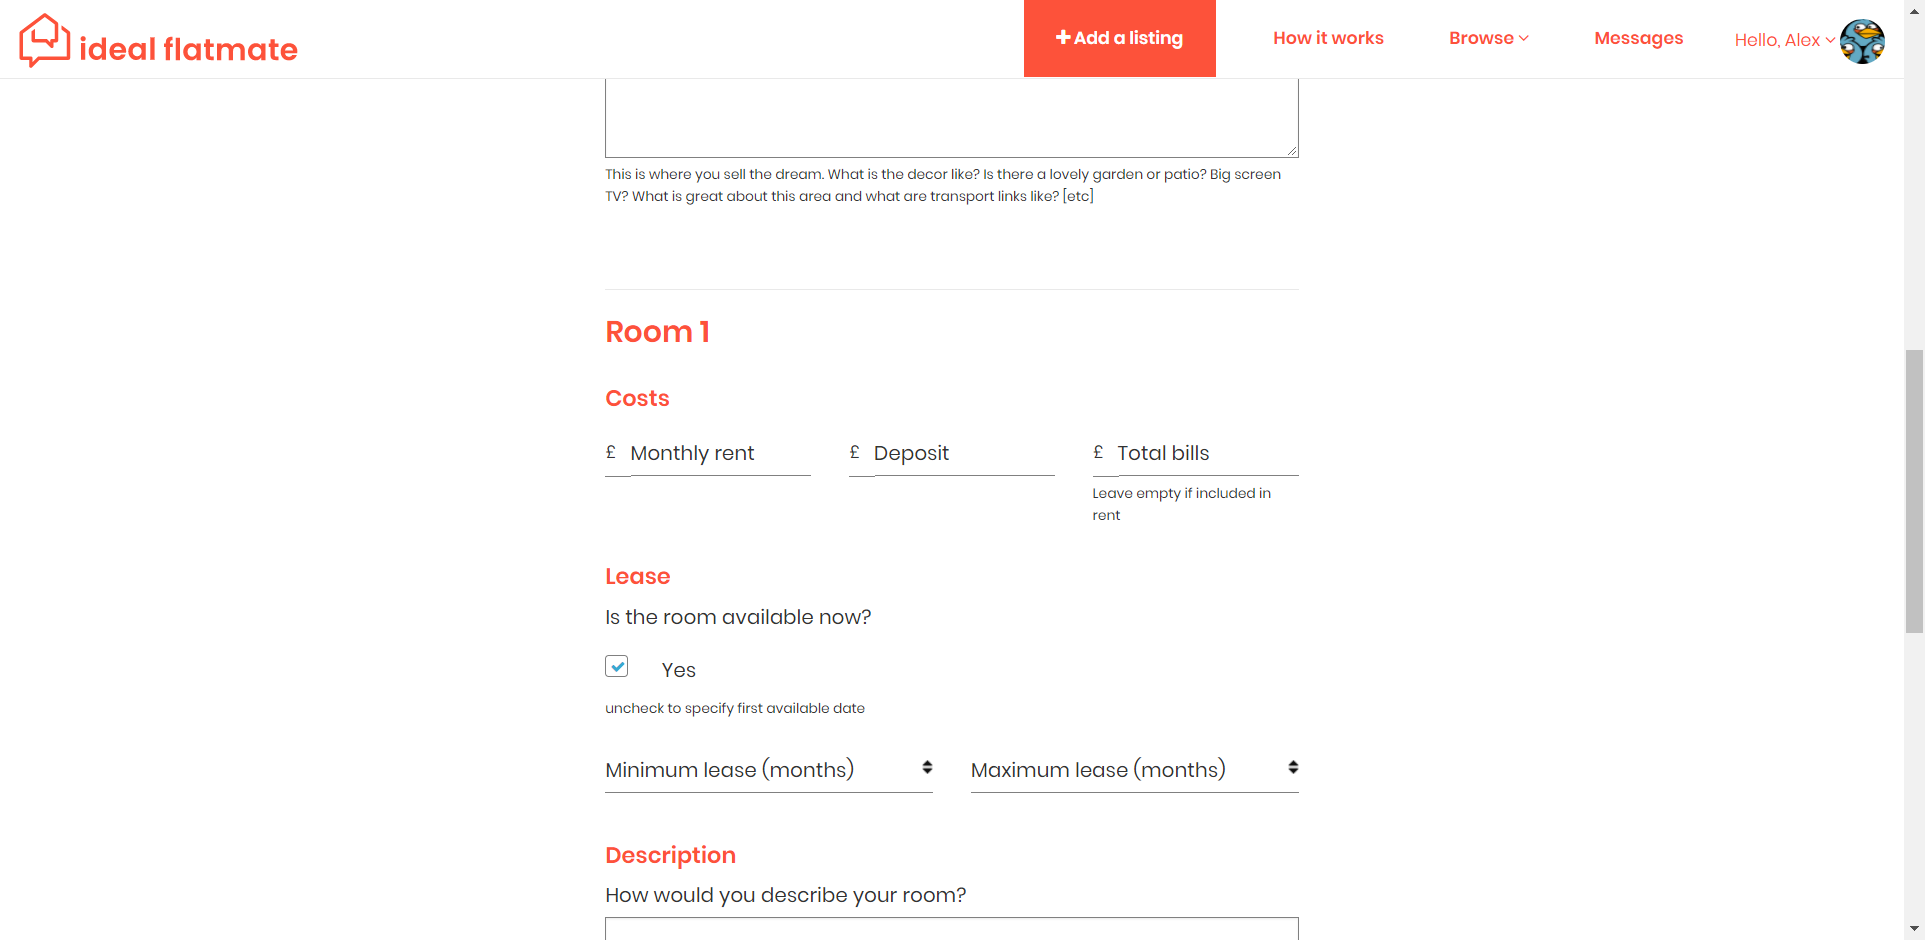 ideal flatmate
Add a listing
How it works
Browse
Messages
Hello, Alex
This is where you sell the dream. What is the decor like? Is there a lovely garden or patio? Big screen
TV? What is great about this area and what are transport links like? [etc]
Room 1
Costs
£ Monthly rent
£ Deposit
£ Total bills
Leave empty if included in
rent
Lease
Is the room available now?
Yes
uncheck to specify first available date
Minimum lease (months)
Maximum lease (months)
Description
How would you describe your room?